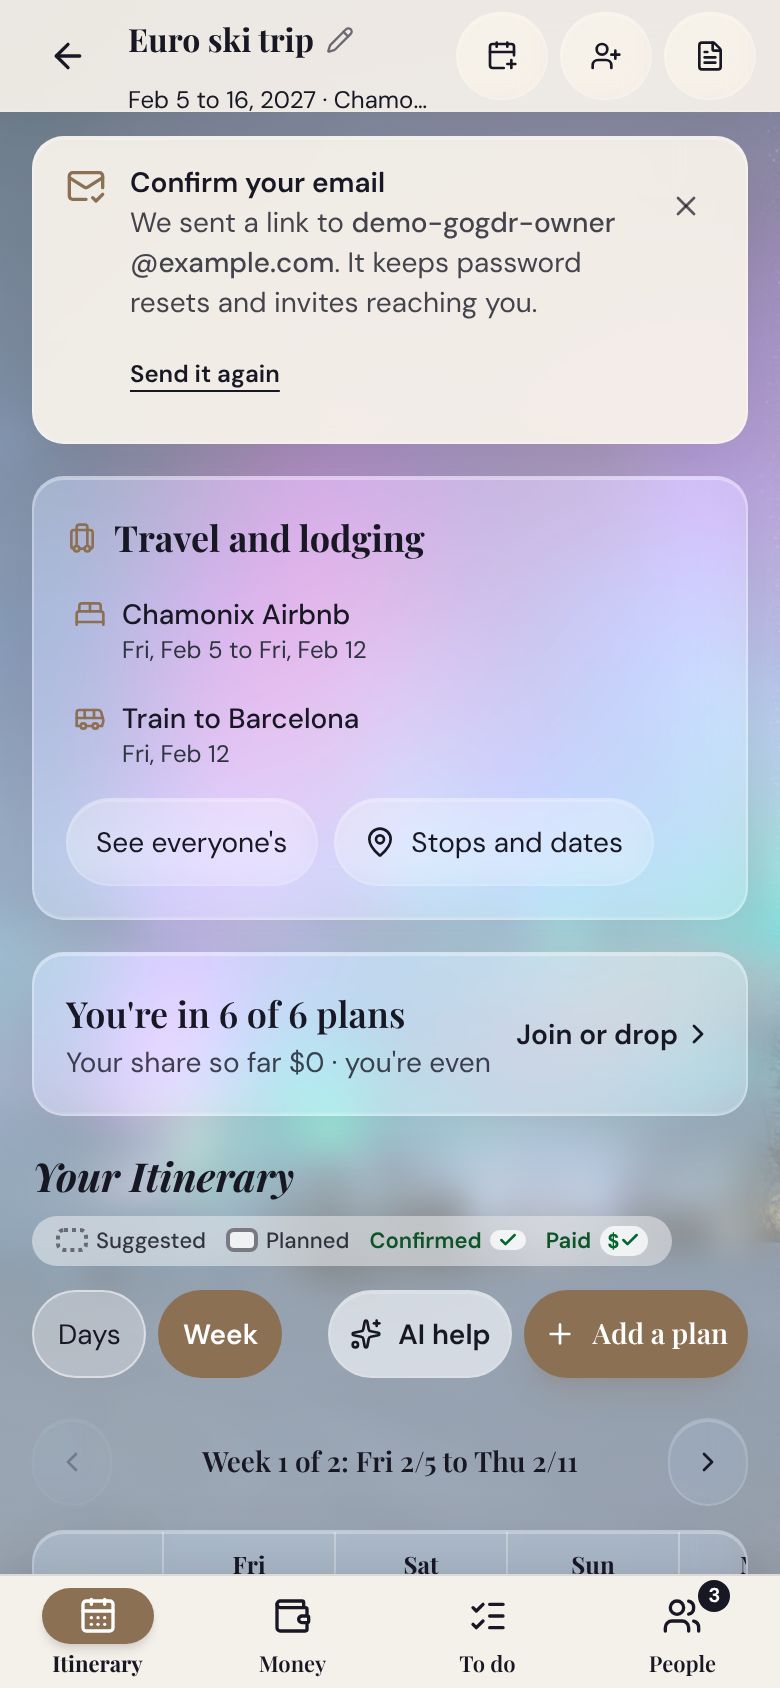 Euro ski trip
Feb 5 to 16, 2027 · Chamo...
Confirm your email
We sent a link to demo-gogdr-owner
@example.com. It keeps password
resets and invites reaching you.
Send it again
Travel and lodging
Chamonix Airbnb
Fri, Feb 5 to Fri, Feb 12
Train to Barcelona
Fri, Feb 12
See everyone's
Stops and dates
You're in 6 of 6 plans
Your share so far $0 · you're even
Join or drop
Your Itinerary
Suggested Planned Confirmed Paid $
Days Week AI help Add a plan
Week 1 of 2: Fri 2/5 to Thu 2/11
Fri Sat Sun
3
Itinerary Money To do People